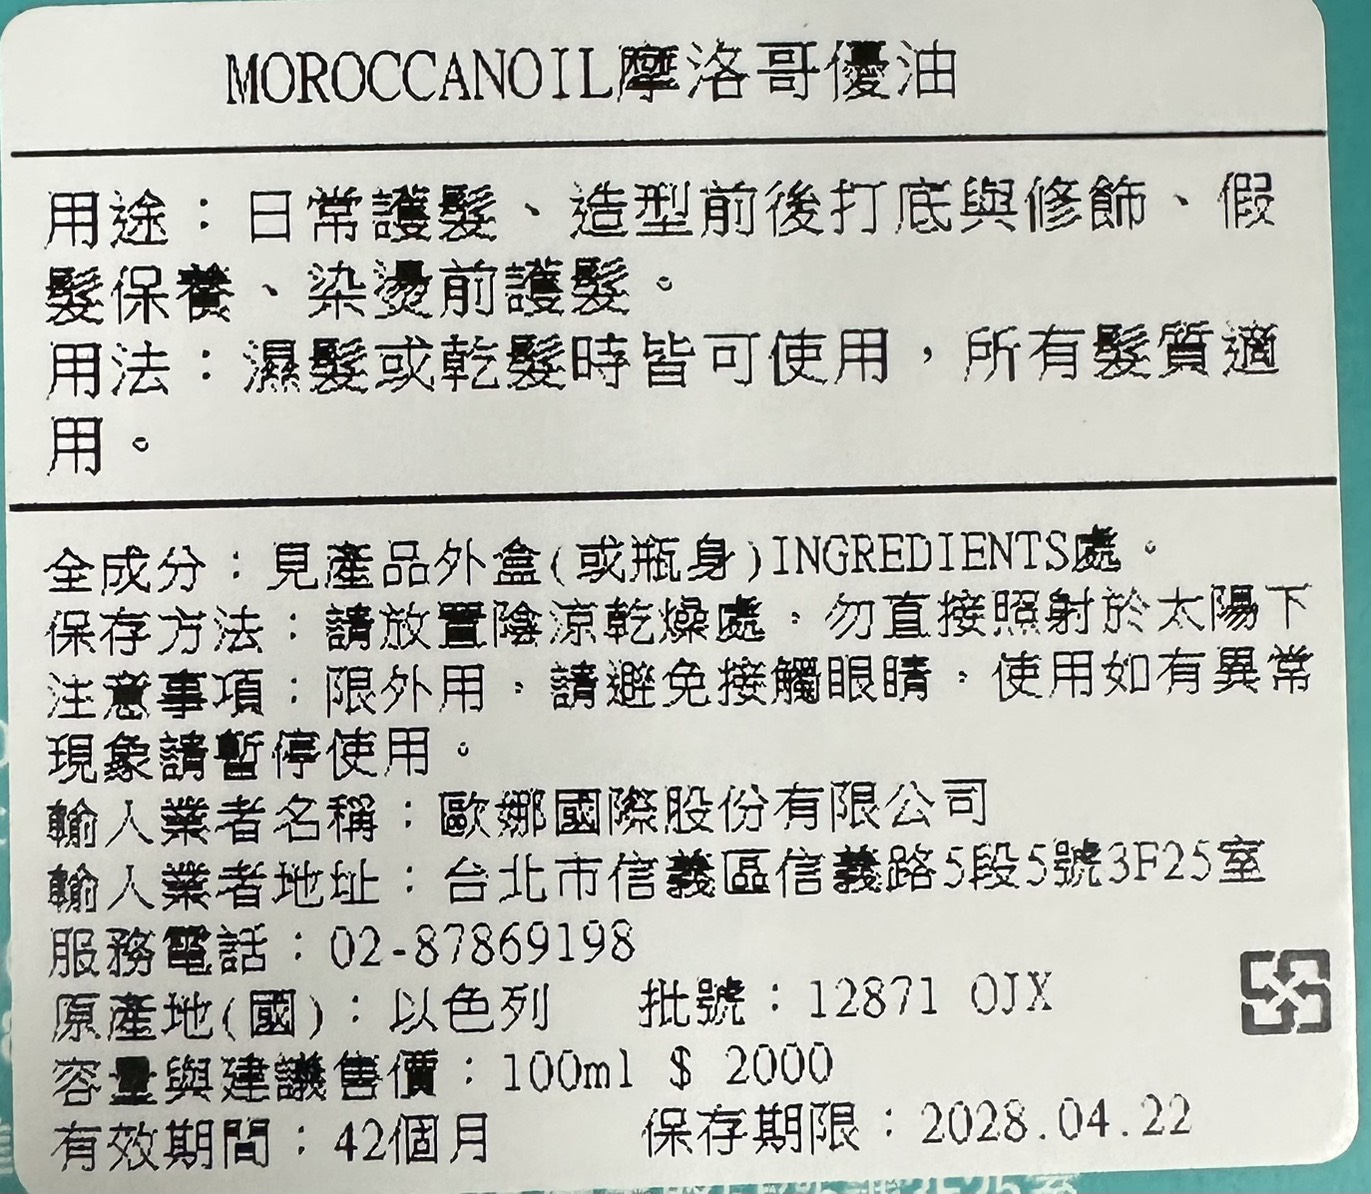 MOROCCANOIL摩洛哥優油
用途：日常護髮、造型前後打底與修飾、假
髮保養、染燙前護髮。
用法：濕髮或乾髮時皆可使用，所有髮質適
用。
全成分：見產品外盒(或瓶身)INGREDIENTS處。
保存方法：請放置陰涼乾燥處，勿直接照射於太陽下
注意事項：限外用，請避免接觸眼睛，使用如有異常
現象請暫停使用。
輸入業者名稱：歐娜國際股份有限公司
輸入業者地址：台北市信義區信義路5段5號3F25室
服務電話：02-87869198
原產地(國)：以色列 批號：12871 OJX
容量與建議售價：100ml $ 2000
有效期間：42個月 保存期限：2028.04.22